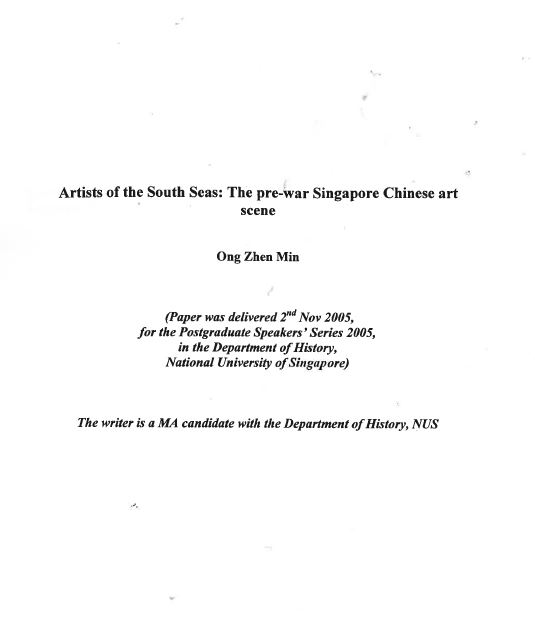 Artists of the South Seas: The pre-war Singapore Chinese art
scene
Ong Zhen Min
(Paper was delivered 2nd Nov 2005,
for the Postgraduate Speakers' Series 2005,
in the Department of History,
National University of Singapore)
The writer is a MA candidate with the Department of History, NUS